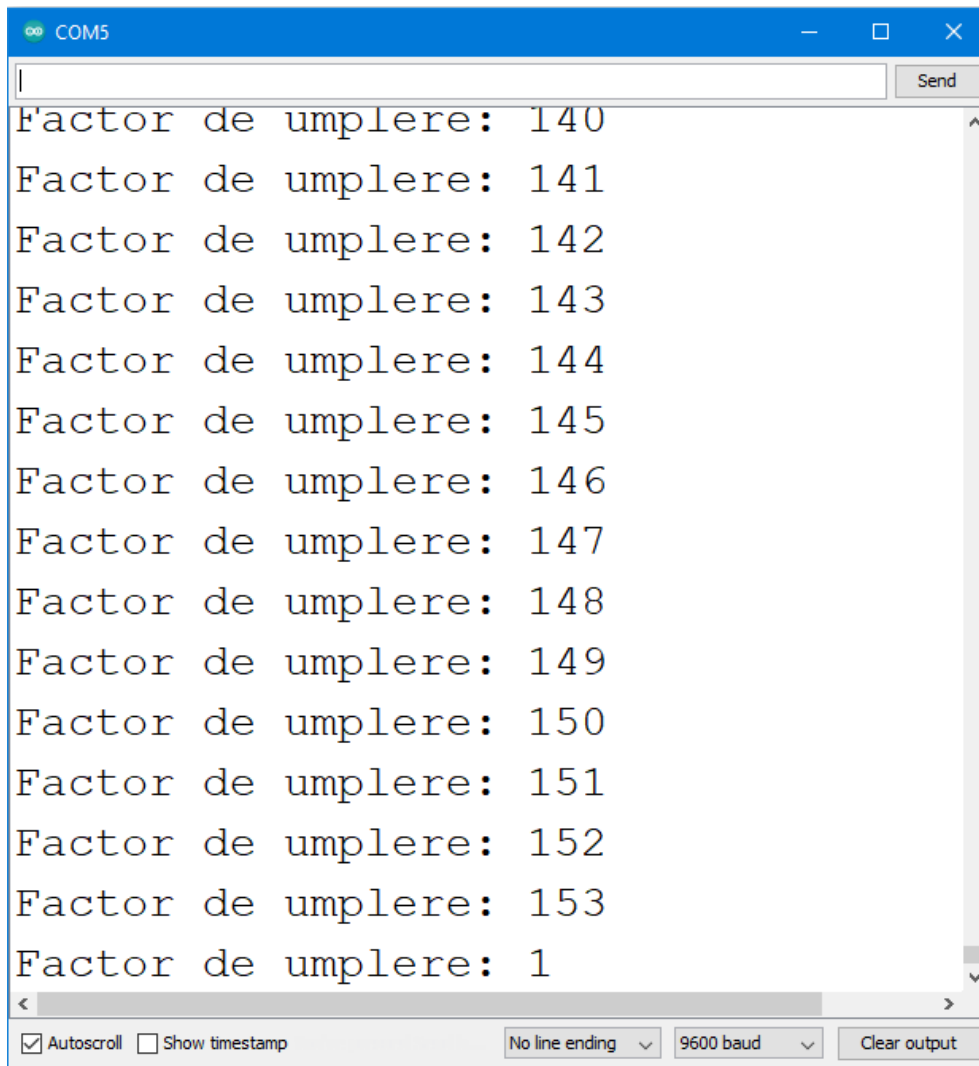 COM5
Send
Factor de umplere: 140
Factor de umplere: 141
Factor de umplere: 142
Factor de umplere: 143
Factor de umplere: 144
Factor de umplere: 145
Factor de umplere: 146
Factor de umplere: 147
Factor de umplere: 148
Factor de umplere: 149
Factor de umplere: 150
Factor de umplere: 151
Factor de umplere: 152
Factor de umplere: 153
Factor de umplere: 1
Autoscroll Show timestamp No line ending 9600 baud Clear output